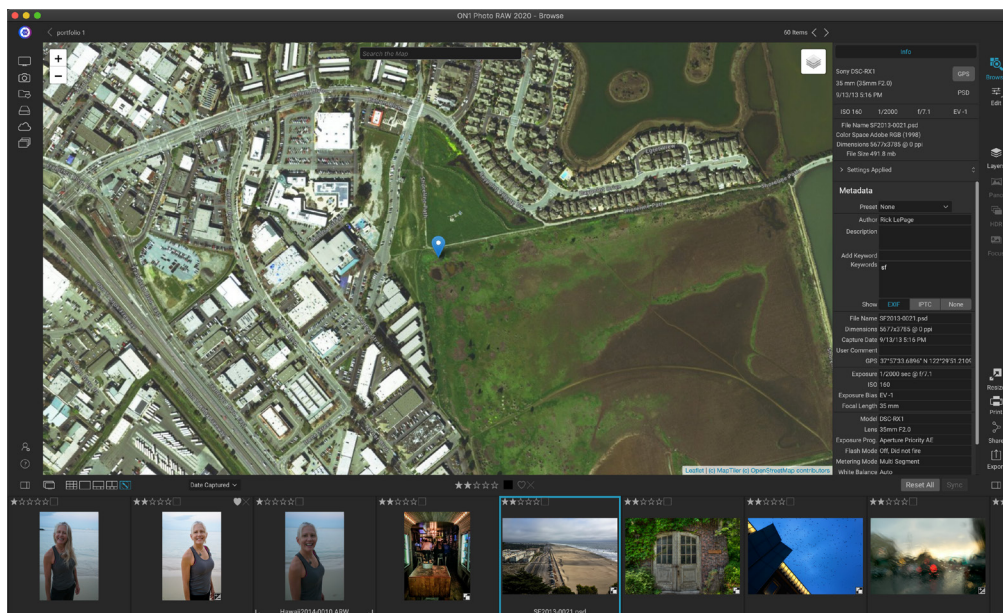 ON1 Photo RAW 2020 - Browse
portfolio 1
60 Items
+
Search the Map
−
Info
Sony DSC-RX1
GPS
35 mm (35mm F2.0)
9/13/13 5:16 PM
PSD
ISO 160 1/2000 f/7.1 EV -1
File Name SF2013-0021.psd
Color Space Adobe RGB (1998)
Dimensions 5677x3785 @ 0 ppi
File Size 491.8 mb
Settings Applied
Metadata
Preset None
Author Rick LePage
Description
Add Keyword
Keywords sf
Show EXIF IPTC None
File Name SF2013-0021.psd
Dimensions 5677x3785 @ 0 ppi
Capture Date 9/13/13 5:16 PM
User Comment
GPS 37°57'33.6896" N 122°29'51.210
Exposure 1/2000 sec @ f/7.1
ISO 160
Exposure Bias EV -1
Focal Length 35 mm
Model DSC-RX1
Lens 35mm F2.0
Exposure Prog. Aperture Priority AE
Flash Mode Off, Did not fire
Metering Mode Multi Segment
White Balance Auto
Browse
Edit
Layers
Pano
HDR
Focus
Resize
Print
Share
Export
Leaflet | (c) MapTiler (c) OpenStreetMap contributors
Date Captured
Reset All Sync
Hawaii2014-0010.ARW
SF2013-0021.psd